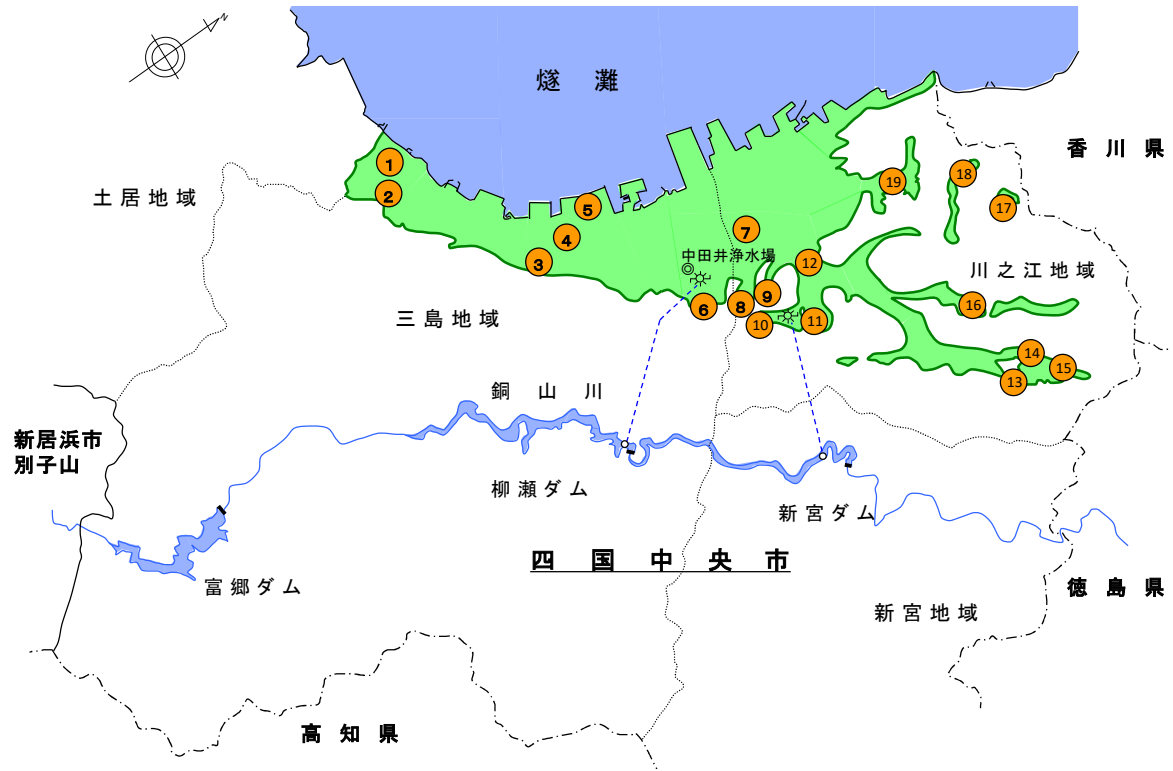 N
燧灘
香川県
土居地域
1
2
3
4
5
6
7
8
9
10
11
12
13
14
15
16
17
18
19
中田井浄水場
川之江地域
三島地域
銅山川
新居浜市
別子山
柳瀬ダム
新宮ダム
四国中央市
富郷ダム
徳島県
新宮地域
高知県